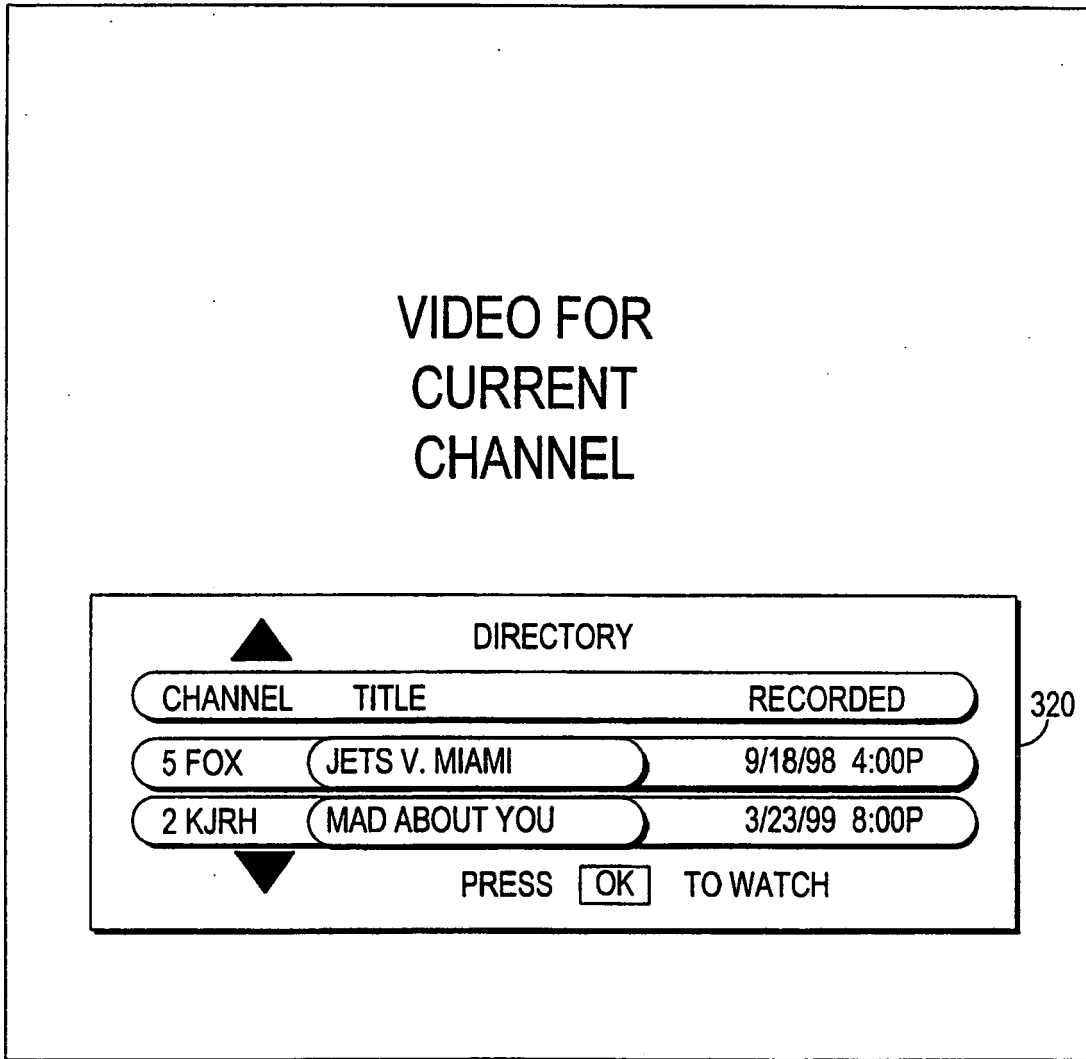 VIDEO FOR
CURRENT
CHANNEL
DIRECTORY
CHANNEL TITLE RECORDED
320
5 FOX JETS V. MIAMI 9/18/98 4:00P
2 KJRH MAD ABOUT YOU 3/23/99 8:00P
PRESS OK TO WATCH